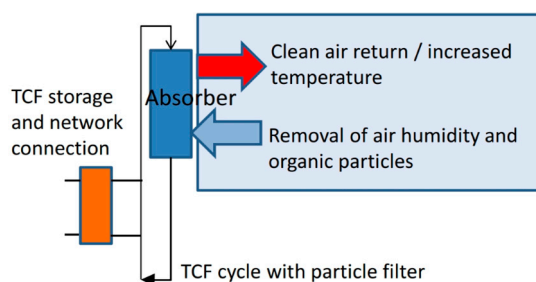 Clean air return / increased
temperature
TCF storage
and network
connection
Absorber
Removal of air humidity and
organic particles
TCF cycle with particle filter